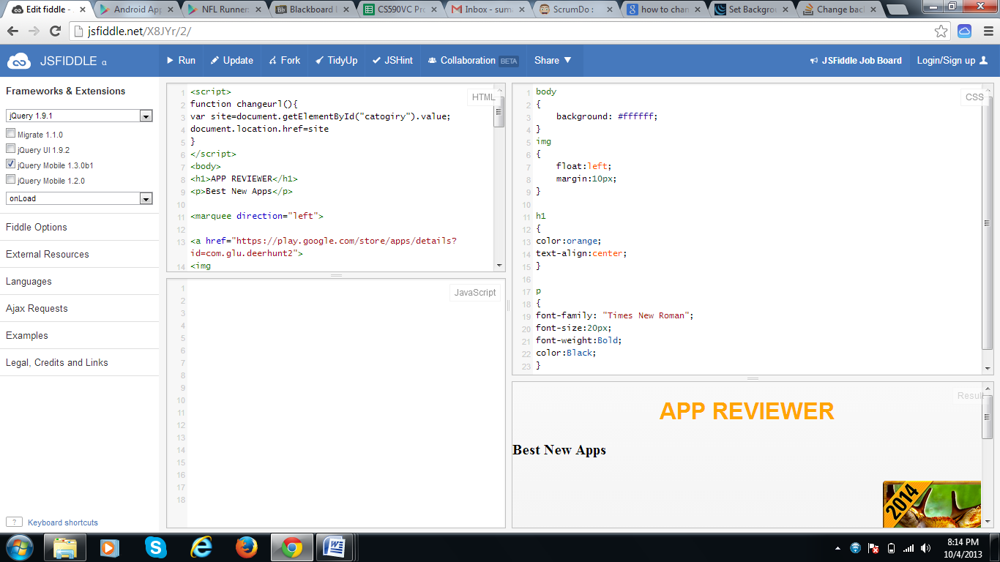 Edit fiddle -
Android App
NFL Runner
Blackboard L
CS590VC Pro
Inbox - sum
ScrumDo :
how to chan
Set Backgrou
Change back
jsfiddle.net/X8JYr/2/
JSFIDDLE α
Run
Update
Fork
TidyUp
JSHint
Collaboration BETA
Share
JSFiddle Job Board
Login/Sign up
Frameworks & Extensions
jQuery 1.9.1
Migrate 1.1.0
jQuery UI 1.9.2
jQuery Mobile 1.3.0b1
jQuery Mobile 1.2.0
onLoad
Fiddle Options
External Resources
Languages
Ajax Requests
Examples
Legal, Credits and Links
? Keyboard shortcuts
HTML
1 <script>
2 function changeurl(){
3 var site=document.getElementById("catogiry").value;
4 document.location.href=site
5 }
6 </script>
7 <body>
8 <h1>APP REVIEWER</h1>
9 <p>Best New Apps</p>
10
11 <marquee direction="left">
12
13 <a href="https://play.google.com/store/apps/details?
id=com.glu.deerhunt2">
14 <img
JavaScript
1
2
3
4
5
6
7
8
9
10
11
12
13
14
15
16
17
18
CSS
1 body
2 {
3 background: #ffffff;
4 }
5 img
6 {
7 float:left;
8 margin:10px;
9 }
10
11 h1
12 {
13 color:orange;
14 text-align:center;
15 }
16
17 p
18 {
19 font-family: "Times New Roman";
20 font-size:20px;
21 font-weight:Bold;
22 color:Black;
23 }
Result
APP REVIEWER
Best New Apps
2014
8:14 PM
10/4/2013